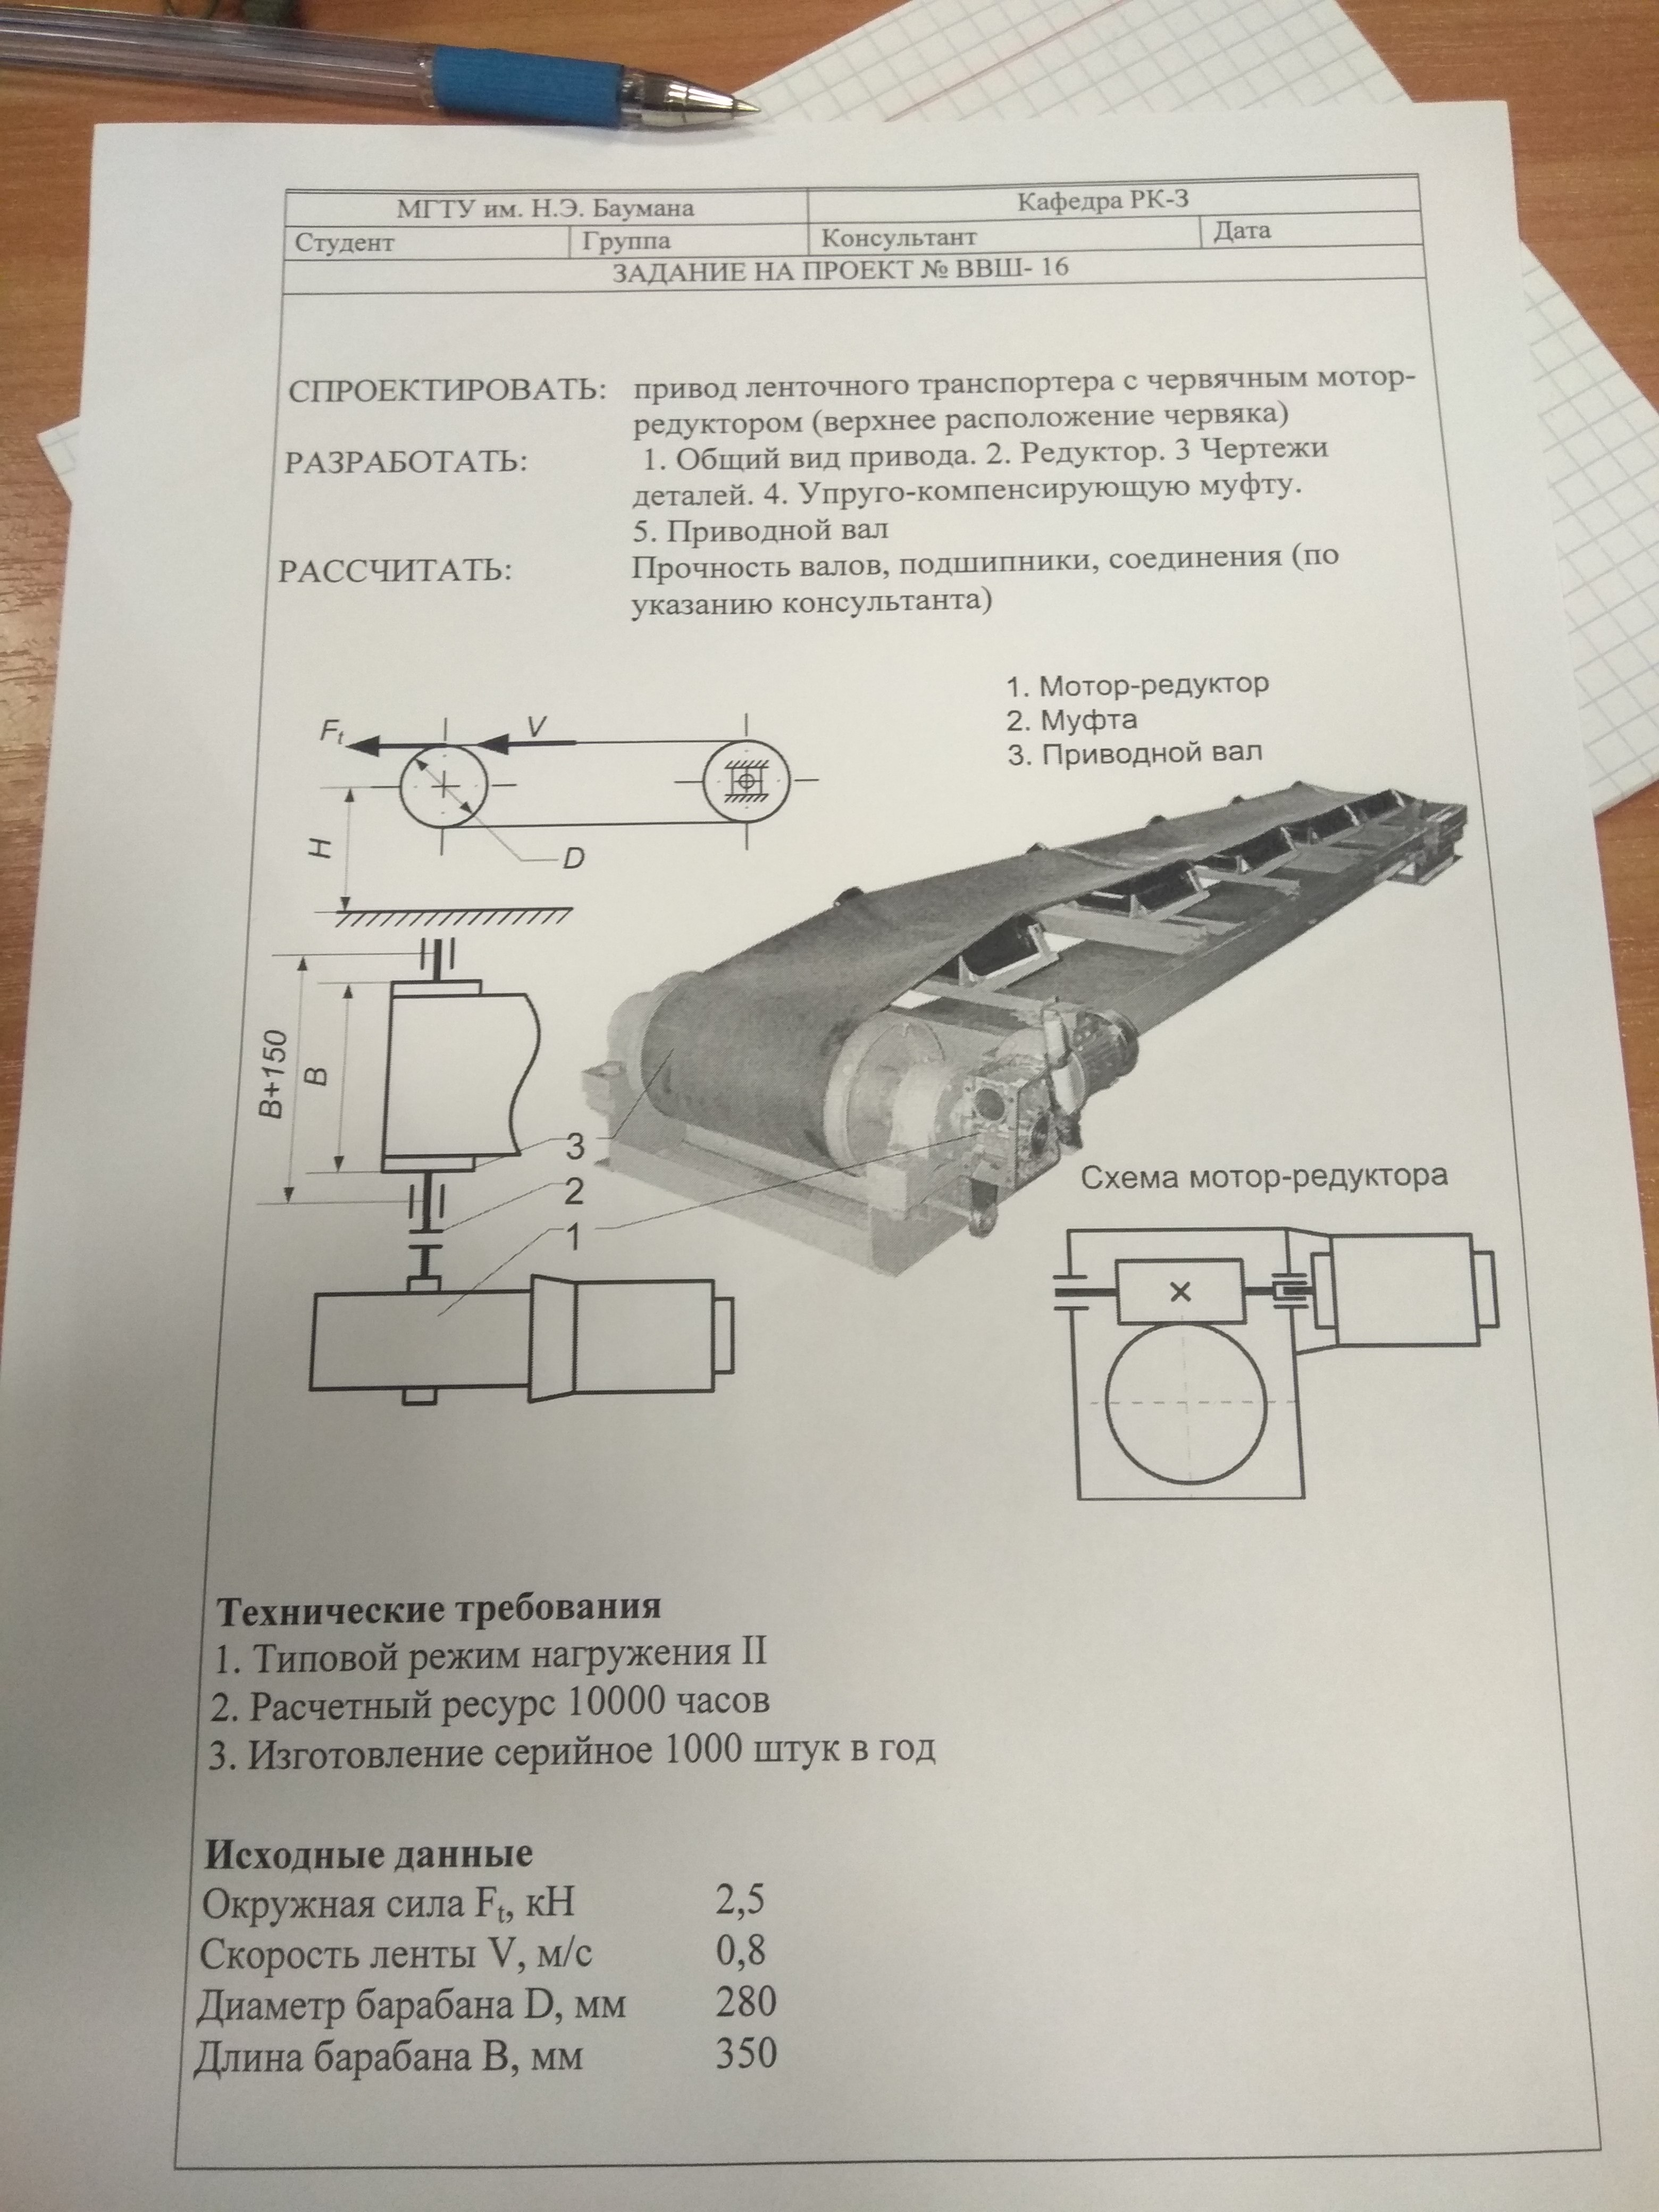 МГТУ им. Н.Э. Баумана Кафедра РК-3
Студент Группа Консультант Дата
ЗАДАНИЕ НА ПРОЕКТ № ВВШ- 16
СПРОЕКТИРОВАТЬ: привод ленточного транспортера с червячным мотор-
редуктором (верхнее расположение червяка)
РАЗРАБОТАТЬ: 1. Общий вид привода. 2. Редуктор. 3 Чертежи
деталей. 4. Упруго-компенсирующую муфту.
5. Приводной вал
РАССЧИТАТЬ: Прочность валов, подшипники, соединения (по
указанию консультанта)
1. Мотор-редуктор
2. Муфта
3. Приводной вал
Ft V
H
D
B+150
B
3
2
1
Схема мотор-редуктора
Технические требования
1. Типовой режим нагружения II
2. Расчетный ресурс 10000 часов
3. Изготовление серийное 1000 штук в год
Исходные данные
Окружная сила Ft, кН 2,5
Скорость ленты V, м/с 0,8
Диаметр барабана D, мм 280
Длина барабана B, мм 350